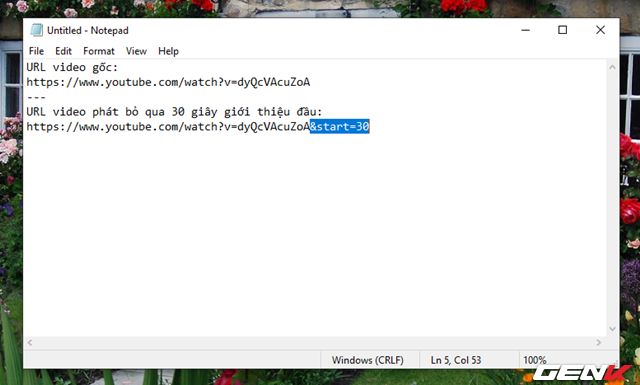 Untitled - Notepad
File Edit Format View Help
URL video gốc:
https://www.youtube.com/watch?v=dyQcVAcuZoA
---
URL video phát bỏ qua 30 giây giới thiệu đầu:
https://www.youtube.com/watch?v=dyQcVAcuZoA&start=30
Windows (CRLF) Ln 5, Col 53 100%
GENK